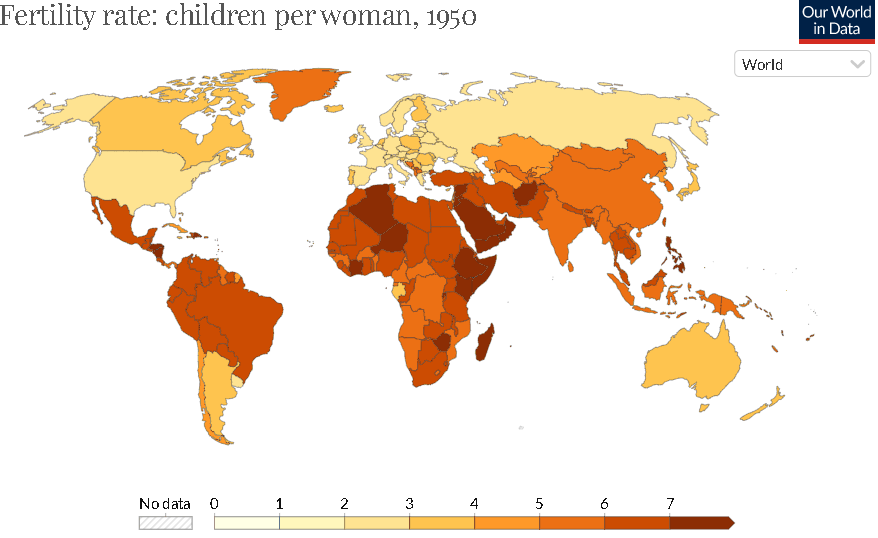 Fertility rate: children per woman, 1950
Our World
in Data
World
No data 0 1 2 3 4 5 6 7